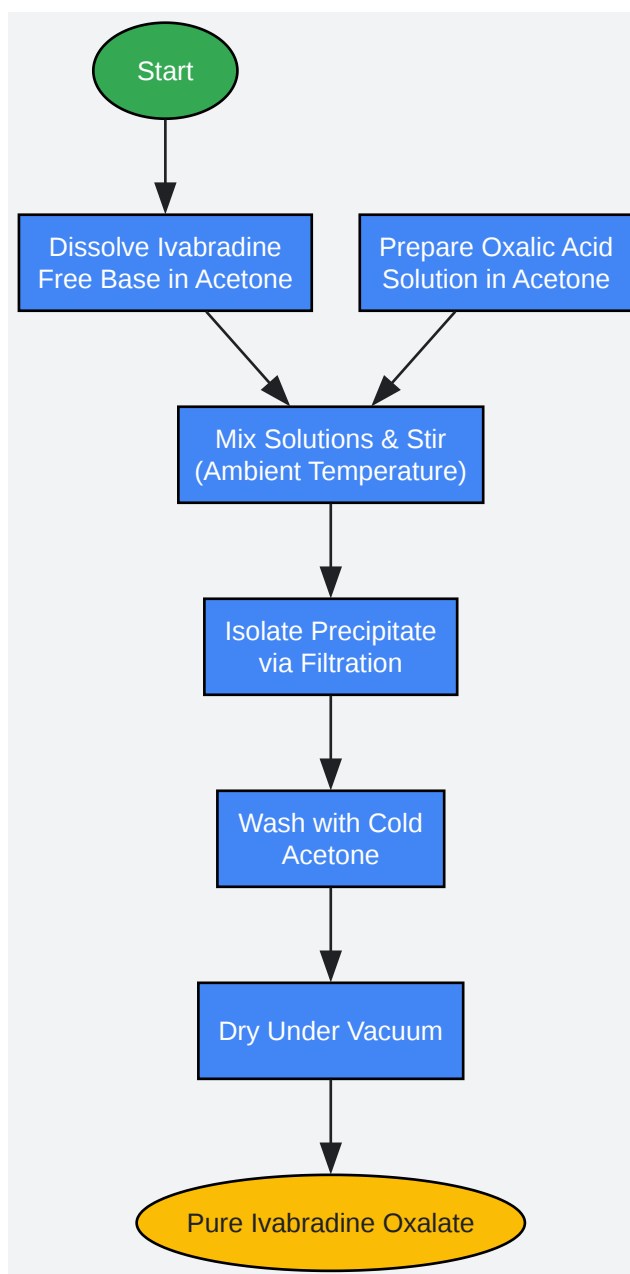 Start
Dissolve Ivabradine
Free Base in Acetone
Prepare Oxalic Acid
Solution in Acetone
Mix Solutions & Stir
(Ambient Temperature)
Isolate Precipitate
via Filtration
Wash with Cold
Acetone
Dry Under Vacuum
Pure Ivabradine Oxalate